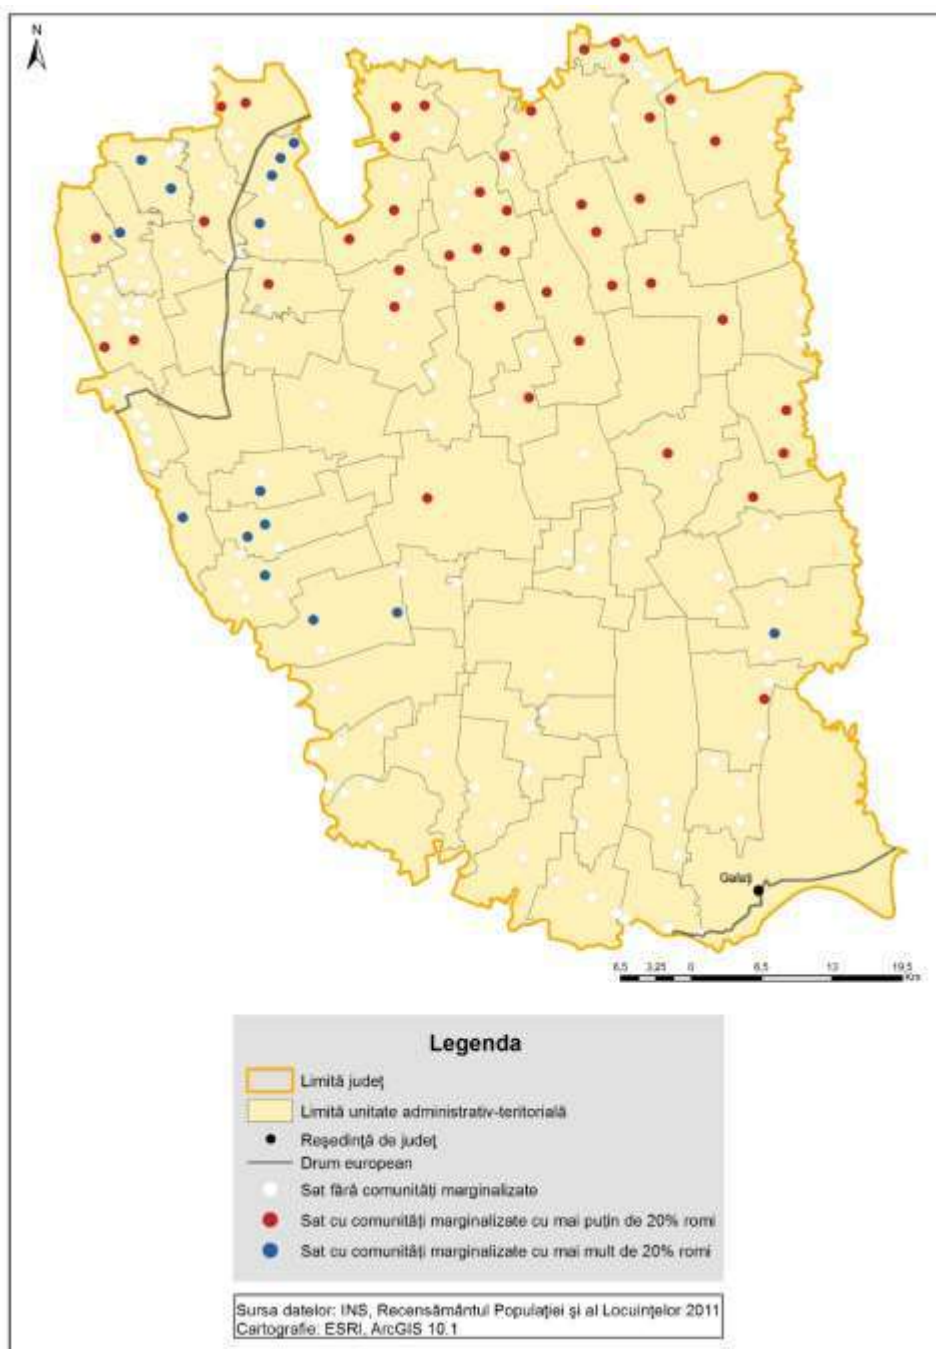 N
Galați
6,5 3,25 0 6,5 13 19,5
Km
Legenda
Limită județ
Limită unitate administrativ-teritorială
Reședință de județ
Drum european
Sat fără comunități marginalizate
Sat cu comunități marginalizate cu mai puțin de 20% romi
Sat cu comunități marginalizate cu mai mult de 20% romi
Sursa datelor: INS, Recensământul Populației și al Locuințelor 2011
Cartografie: ESRI, ArcGIS 10.1